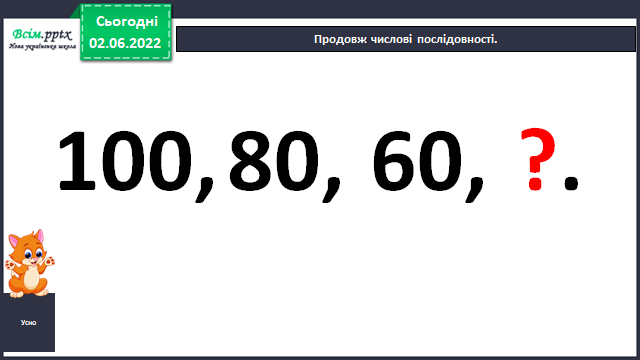 Всім.pptx
Нова українська школа
Сьогодні
02.06.2022
Продовж числові послідовності.
100, 80, 60, ?.
Усно